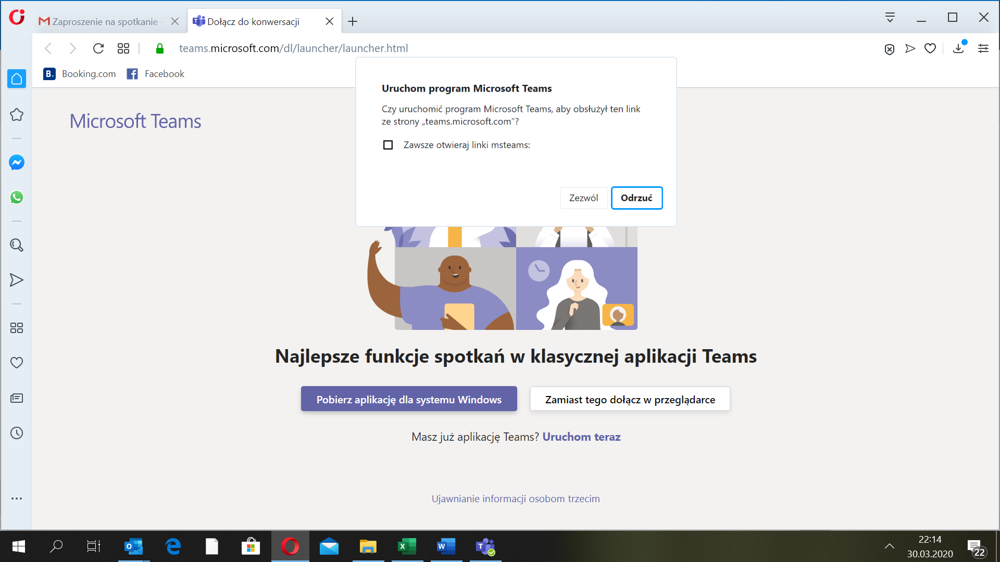 Zaproszenie na spotkanie -
Dołącz do konwersacji
teams.microsoft.com/dl/launcher/launcher.html
B. Booking.com
Facebook
Microsoft Teams
Uruchom program Microsoft Teams
Czy uruchomić program Microsoft Teams, aby obsłużył ten link
ze strony „teams.microsoft.com”?
Zawsze otwieraj linki msteams:
Zezwól
Odrzuć
Najlepsze funkcje spotkań w klasycznej aplikacji Teams
Pobierz aplikację dla systemu Windows
Zamiast tego dołącz w przeglądarce
Masz już aplikację Teams? Uruchom teraz
Ujawnianie informacji osobom trzecim
22:14
30.03.2020
22